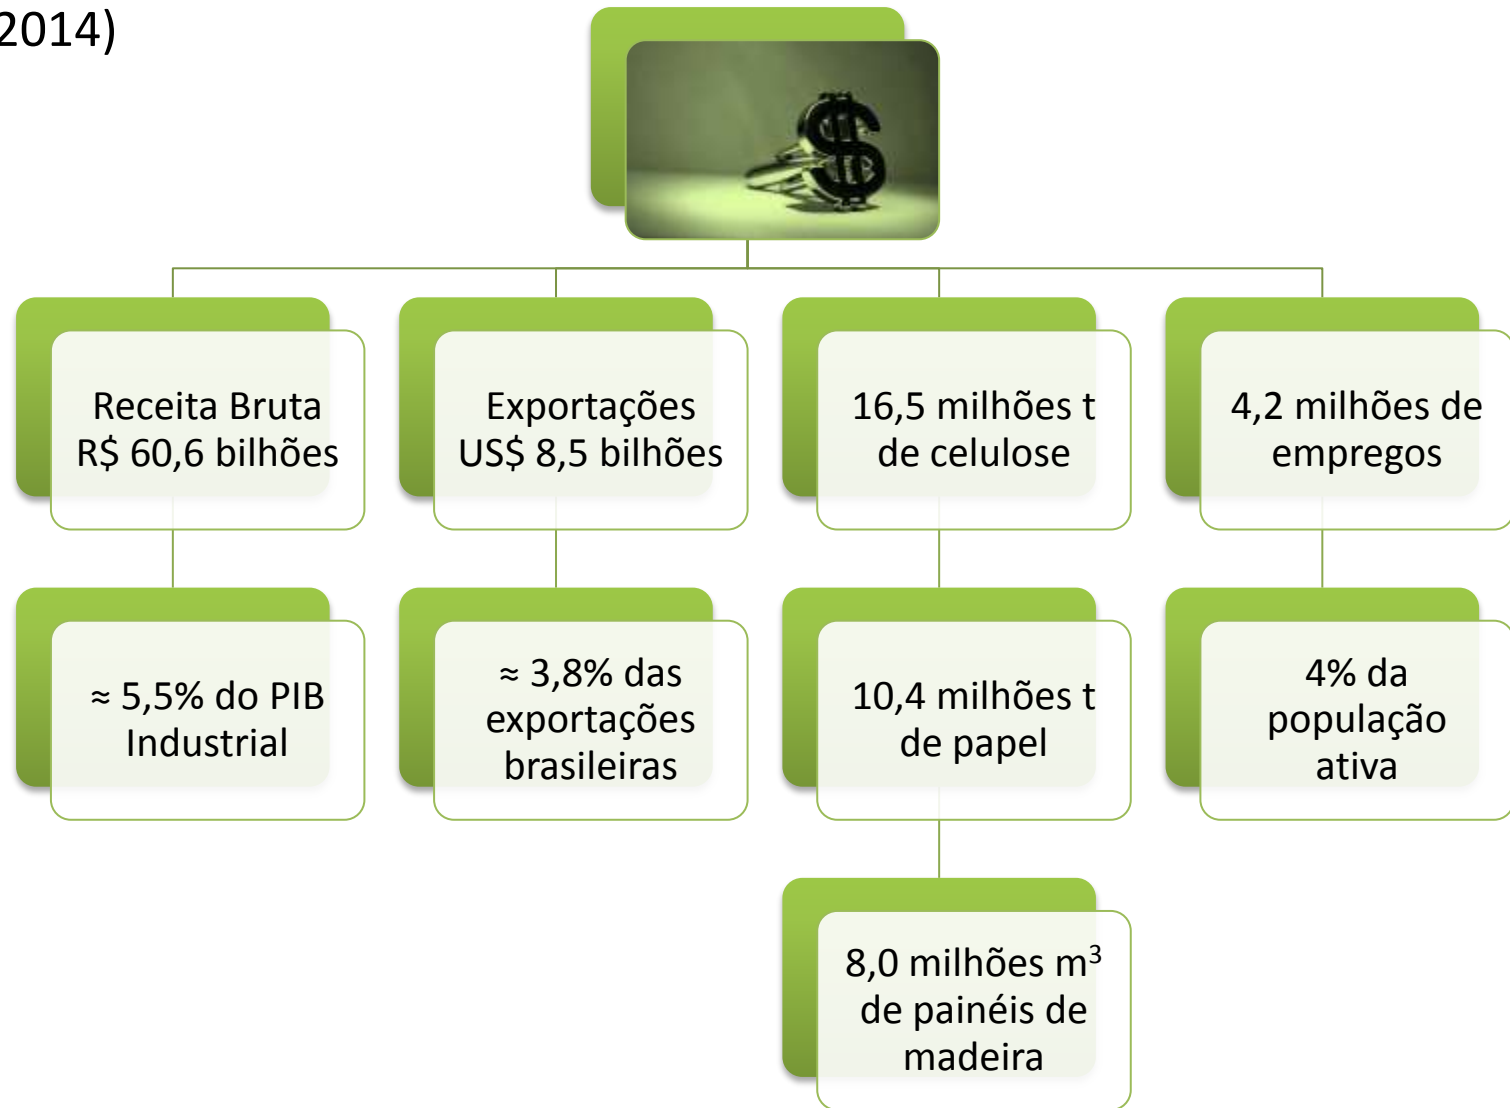 2014)
$
Receita Bruta
R$ 60,6 bilhões
Exportações
US$ 8,5 bilhões
16,5 milhões t
de celulose
4,2 milhões de
empregos
≈ 5,5% do PIB
Industrial
≈ 3,8% das
exportações
brasileiras
10,4 milhões t
de papel
4% da
população
ativa
8,0 milhões m³
de painéis de
madeira